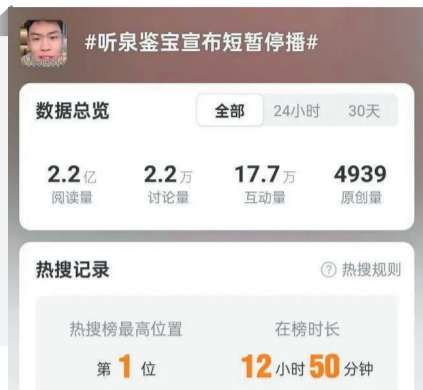 #听泉鉴宝宣布短暂停播#
数据总览 全部 24小时 30天
2.2亿 2.2万 17.7万 4939
阅读量 讨论量 互动量 原创量
热搜记录 ? 热搜规则
热搜榜最高位置 在榜时长
第1位 12小时50分钟